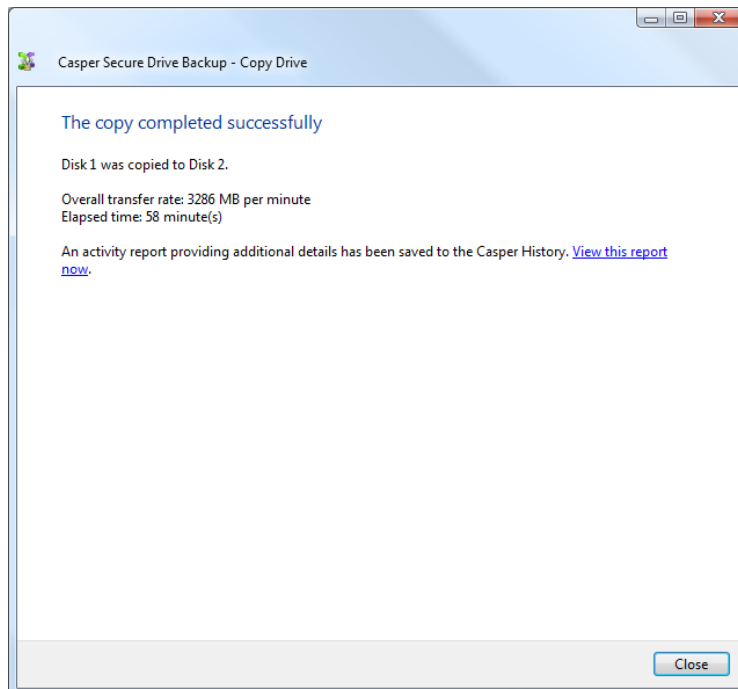 Casper Secure Drive Backup - Copy Drive
The copy completed successfully
Disk 1 was copied to Disk 2.
Overall transfer rate: 3286 MB per minute
Elapsed time: 58 minute(s)
An activity report providing additional details has been saved to the Casper History. View this report
now.
Close